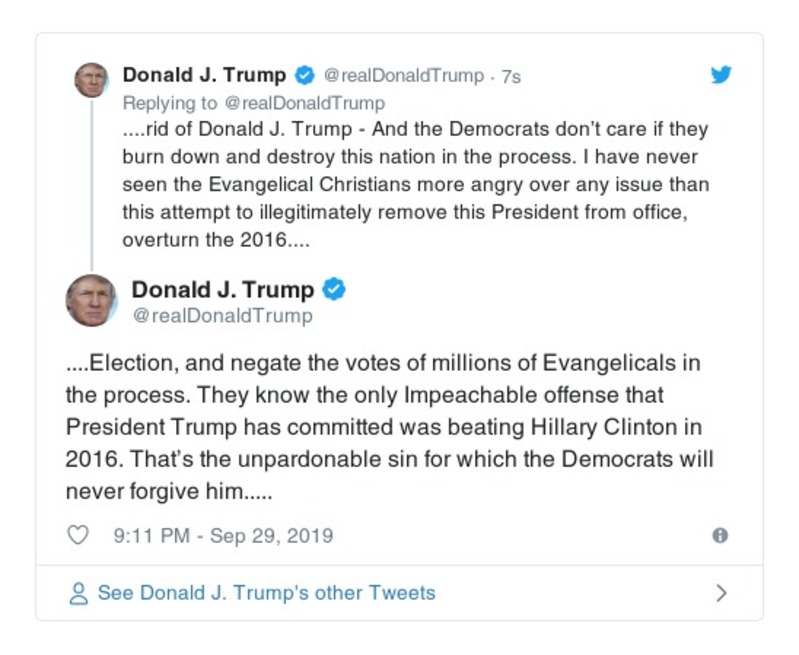 Donald J. Trump @realDonaldTrump · 7s
Replying to @realDonaldTrump
....rid of Donald J. Trump - And the Democrats don’t care if they
burn down and destroy this nation in the process. I have never
seen the Evangelical Christians more angry over any issue than
this attempt to illegitimately remove this President from office,
overturn the 2016....
Donald J. Trump
@realDonaldTrump
....Election, and negate the votes of millions of Evangelicals in
the process. They know the only Impeachable offense that
President Trump has committed was beating Hillary Clinton in
2016. That’s the unpardonable sin for which the Democrats will
never forgive him.....
9:11 PM - Sep 29, 2019
See Donald J. Trump's other Tweets